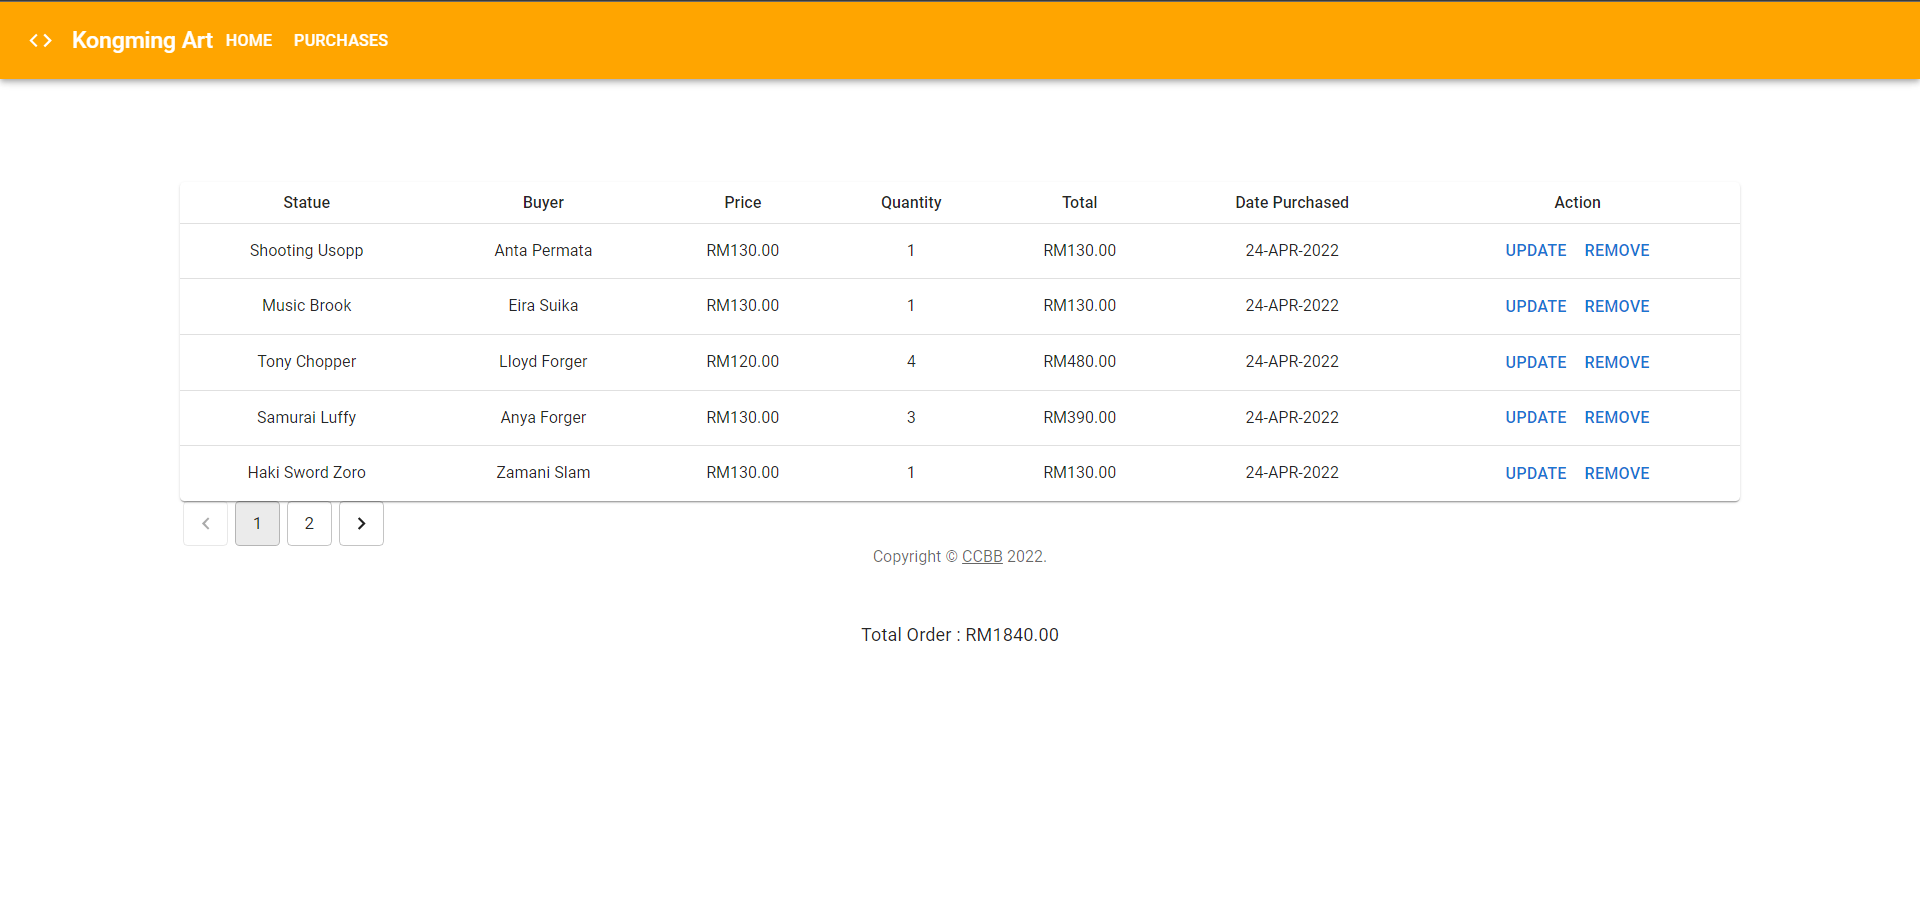 Kongming Art HOME PURCHASES
Statue Buyer Price Quantity Total Date Purchased Action
Shooting Usopp Anta Permata RM130.00 1 RM130.00 24-APR-2022 UPDATE REMOVE
Music Brook Eira Suika RM130.00 1 RM130.00 24-APR-2022 UPDATE REMOVE
Tony Chopper Lloyd Forger RM120.00 4 RM480.00 24-APR-2022 UPDATE REMOVE
Samurai Luffy Anya Forger RM130.00 3 RM390.00 24-APR-2022 UPDATE REMOVE
Haki Sword Zoro Zamani Slam RM130.00 1 RM130.00 24-APR-2022 UPDATE REMOVE
1 2
Copyright © CCBB 2022.
Total Order : RM1840.00